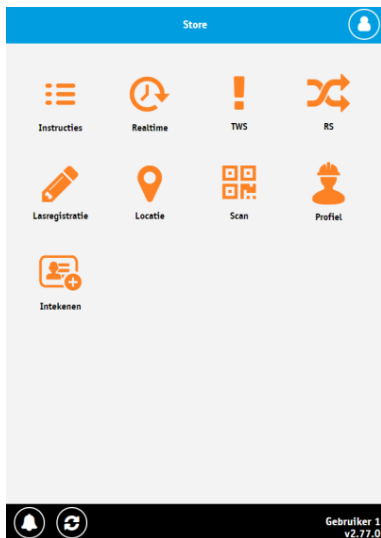 Store
Instructies
Realtime
TWS
RS
Lasregistratie
Locatie
Scan
Profiel
Intekenen
Gebruiker 1
v2.77.0